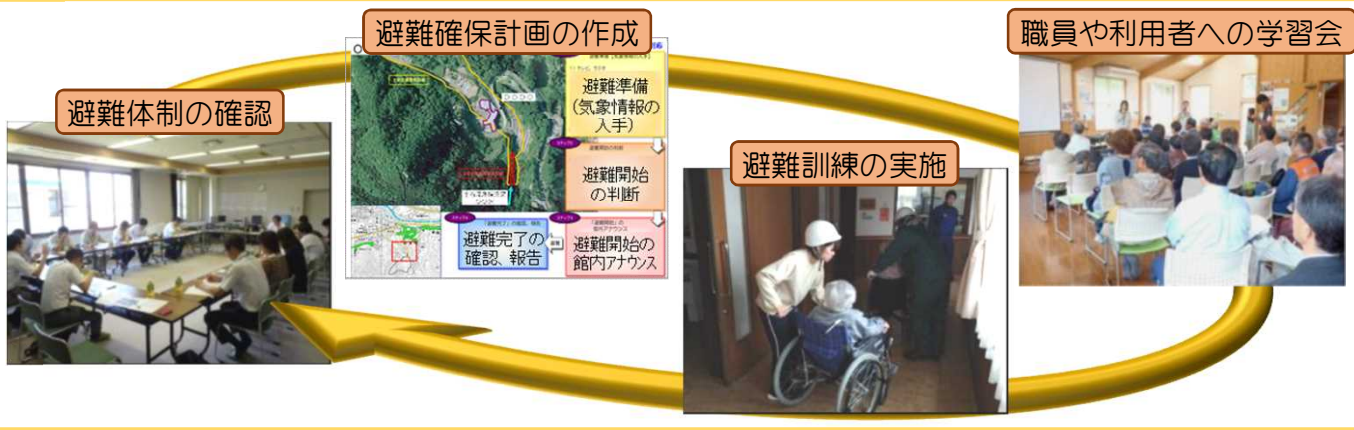 避難確保計画の作成
職員や利用者への学習会
避難体制の確認
避難準備
(気象情報の
入手)
避難訓練の実施
避難開始
の判断
避難完了の
確認、報告
避難開始の
館内アナウンス